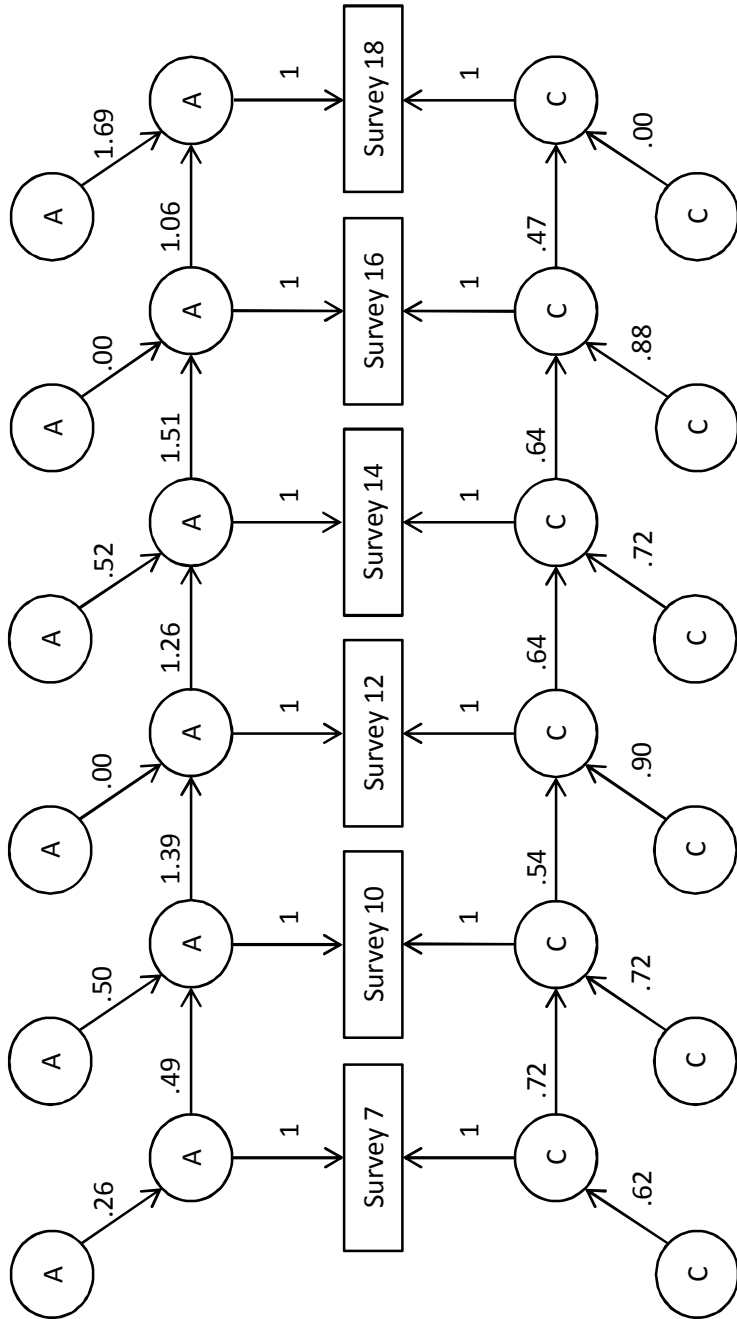 A A A A A A
.26 .50 .00 .52 .00 1.69
.49 1.39 1.26 1.51 1.06
A A A A A A
1 1 1 1 1 1
Survey 7 Survey 10 Survey 12 Survey 14 Survey 16 Survey 18
1 1 1 1 1 1
.72 .54 .64 .64 .47
C C C C C C
.62 .72 .90 .72 .88 .00
C C C C C C